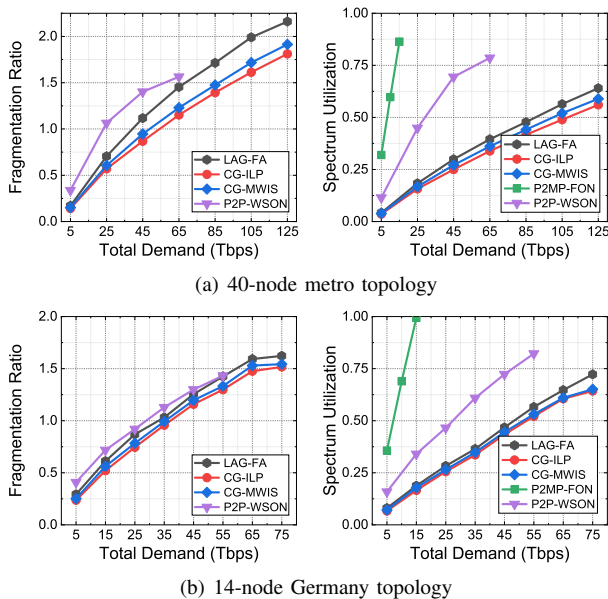 Fragmentation Ratio
2.0
1.5
1.0
0.5
0.0
LAG-FA
CG-ILP
CG-MWIS
P2P-WSON
5 25 45 65 85 105 125
Total Demand (Tbps)
Spectrum Utilization
1.00
0.75
0.50
0.25
0.00
LAG-FA
CG-ILP
CG-MWIS
P2MP-FON
P2P-WSON
5 25 45 65 85 105 125
Total Demand (Tbps)
(a) 40-node metro topology
Fragmentation Ratio
2.0
1.5
1.0
0.5
0.0
LAG-FA
CG-ILP
CG-MWIS
P2P-WSON
5 15 25 35 45 55 65 75
Total Demand (Tbps)
Spectrum Utilization
1.00
0.75
0.50
0.25
0.00
LAG-FA
CG-ILP
CG-MWIS
P2MP-FON
P2P-WSON
5 15 25 35 45 55 65 75
Total Demand (Tbps)
(b) 14-node Germany topology